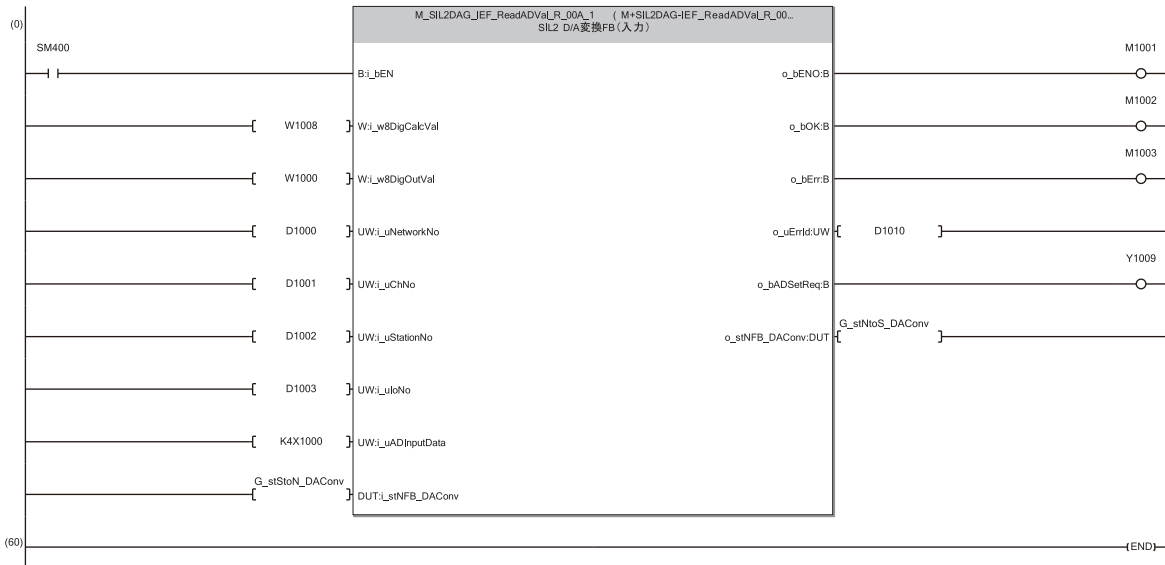 (0)
M_SIL2DAG_IEF_ReadADVal_R_00A_1 ( M+SIL2DAG-IEF_ReadADVal_R_00...
SIL2 D/A変換FB（入力）
SM400
B:i_bEN
o_bENO:B
M1001
W1008
W:i_w8DigCalcVal
o_bOK:B
M1002
W1000
W:i_w8DigOutVal
o_bErr:B
M1003
D1000
UW:i_uNetworkNo
o_uErrId:UW
D1010
D1001
UW:i_uChNo
o_bADSetReq:B
Y1009
D1002
UW:i_uStationNo
o_stNFB_DAConv:DUT
G_stNtoS_DAConv
D1003
UW:i_uIoNo
K4X1000
UW:i_uADInputData
G_stStoN_DAConv
DUT:i_stNFB_DAConv
(60)
END